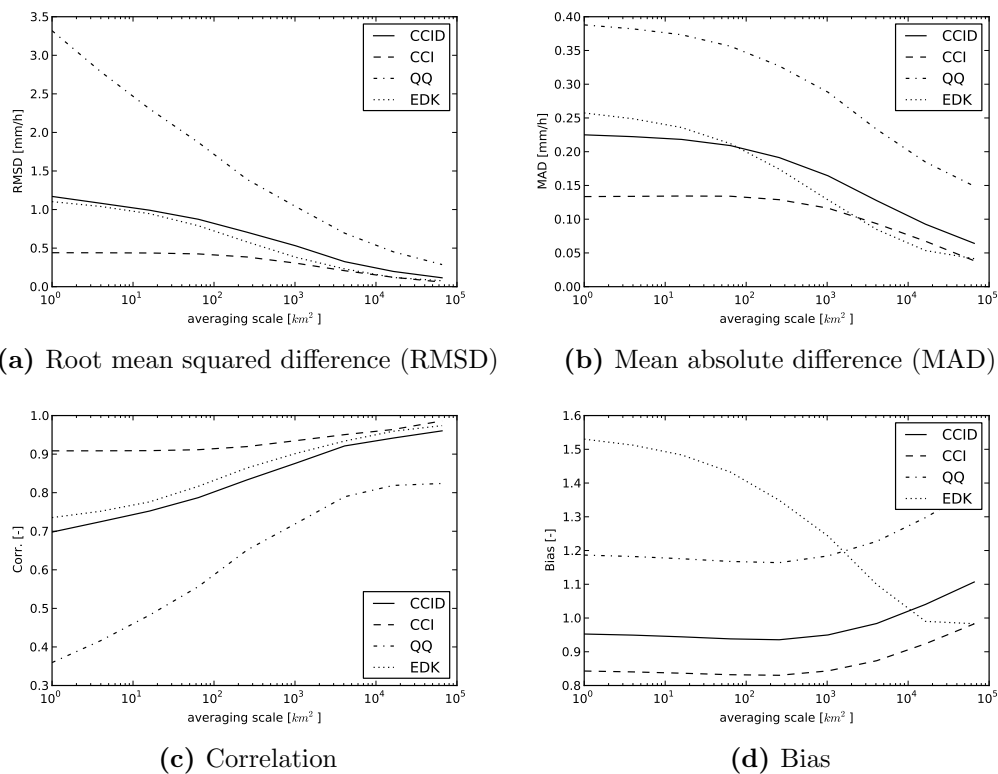 3.5
3.0
2.5
2.0
1.5
1.0
0.5
0.0
RMSD [mm/h]
10^0 10^1 10^2 10^3 10^4 10^5
averaging scale [km^2]
CCID
CCI
QQ
EDK
(a) Root mean squared difference (RMSD)
0.40
0.35
0.30
0.25
0.20
0.15
0.10
0.05
0.00
MAD [mm/h]
10^0 10^1 10^2 10^3 10^4 10^5
averaging scale [km^2]
CCID
CCI
QQ
EDK
(b) Mean absolute difference (MAD)
1.0
0.9
0.8
0.7
0.6
0.5
0.4
0.3
Corr. [-]
10^0 10^1 10^2 10^3 10^4 10^5
averaging scale [km^2]
CCID
CCI
QQ
EDK
(c) Correlation
1.6
1.5
1.4
1.3
1.2
1.1
1.0
0.9
0.8
Bias [-]
10^0 10^1 10^2 10^3 10^4 10^5
averaging scale [km^2]
CCID
CCI
QQ
EDK
(d) Bias